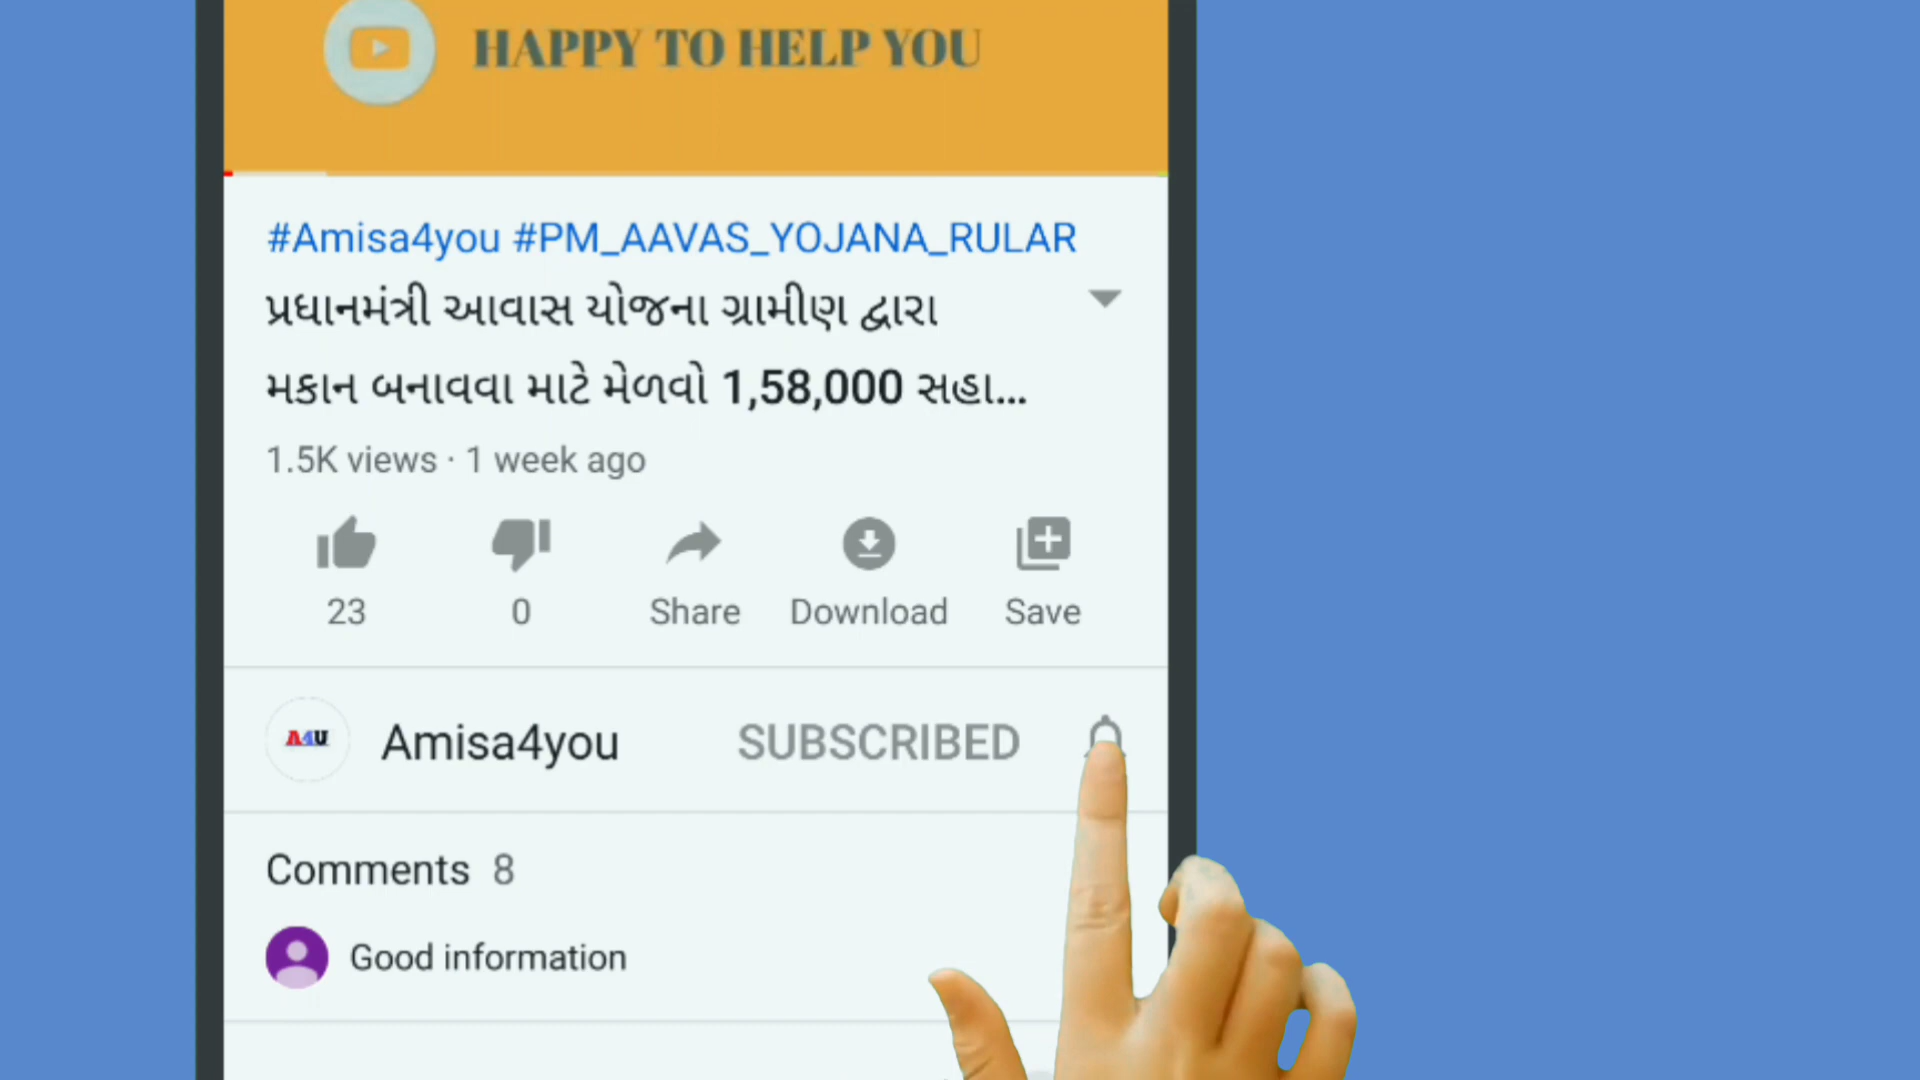 HAPPY TO HELP YOU
#Amisa4you #PM_AAVAS_YOJANA_RULAR
પ્રધાનમંત્રી આવાસ યોજના ગ્રામીણ દ્વારા
મકાન બનાવવા માટે મેળવો 1,58,000 સહા...
1.5K views · 1 week ago
23 0 Share Download Save
A4U Amisa4you SUBSCRIBED
Comments 8
Good information